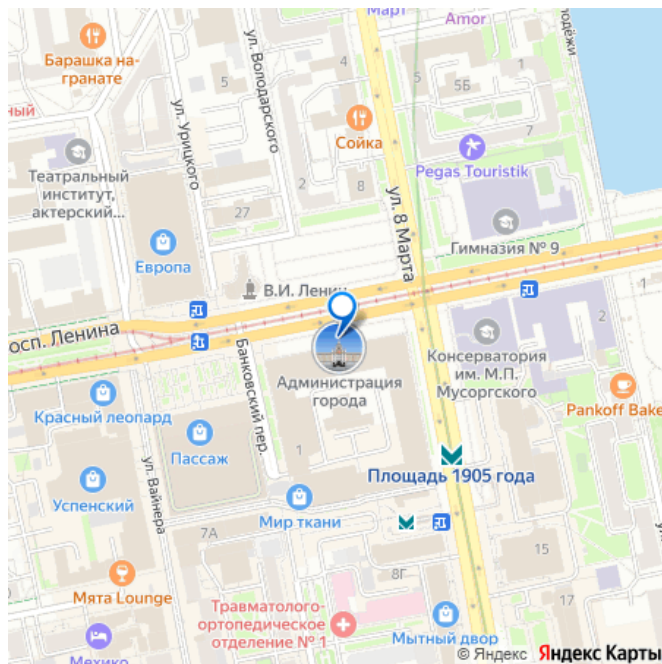 Март
Amor
Барашка на-
гранате
ул. Володарского
5
4
5Б
1
ный
ул. Урицкого
Сойка
7
Театральный
институт,
актерский...
Pegas Touristik
2
8
ул. 8 Марта
27
Гимназия № 9
Европа
В.И. Ленин
осп. Ленина
1
2
Банковский пер.
Консерватория
им. М.П.
Мусоргского
Администрация
города
Красный леопард
Pankoff Bake
Пассаж
1
Площадь 1905 года
ул. Вайнера
Успенский
Мир ткани
7А
15
8Г
Мята Lounge
17
Травматолого-
ортопедическое
отделение № 1
Мытный двор
Мехико
© Яндекс Яндекс Карты